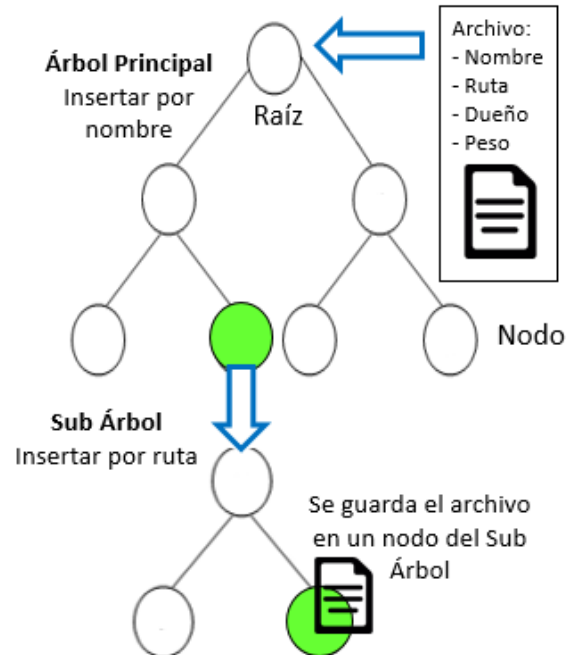 Árbol Principal
Insertar por
nombre
Raíz
Archivo:
- Nombre
- Ruta
- Dueño
- Peso
Nodo
Sub Árbol
Insertar por ruta
Se guarda el archivo
en un nodo del Sub
Árbol